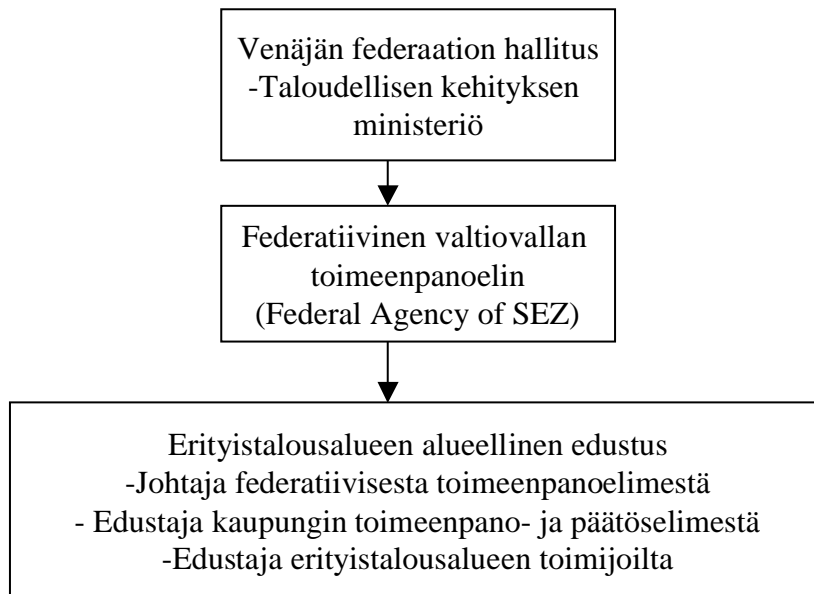 Venäjän federaation hallitus
-Taloudellisen kehityksen
ministeriö
Federatiivinen valtiovallan
toimeenpanoelin
(Federal Agency of SEZ)
Erityistalousalueen alueellinen edustus
-Johtaja federatiivisesta toimeenpanoelimestä
- Edustaja kaupungin toimeenpano- ja päätöselimestä
-Edustaja erityistalousalueen toimijoilta